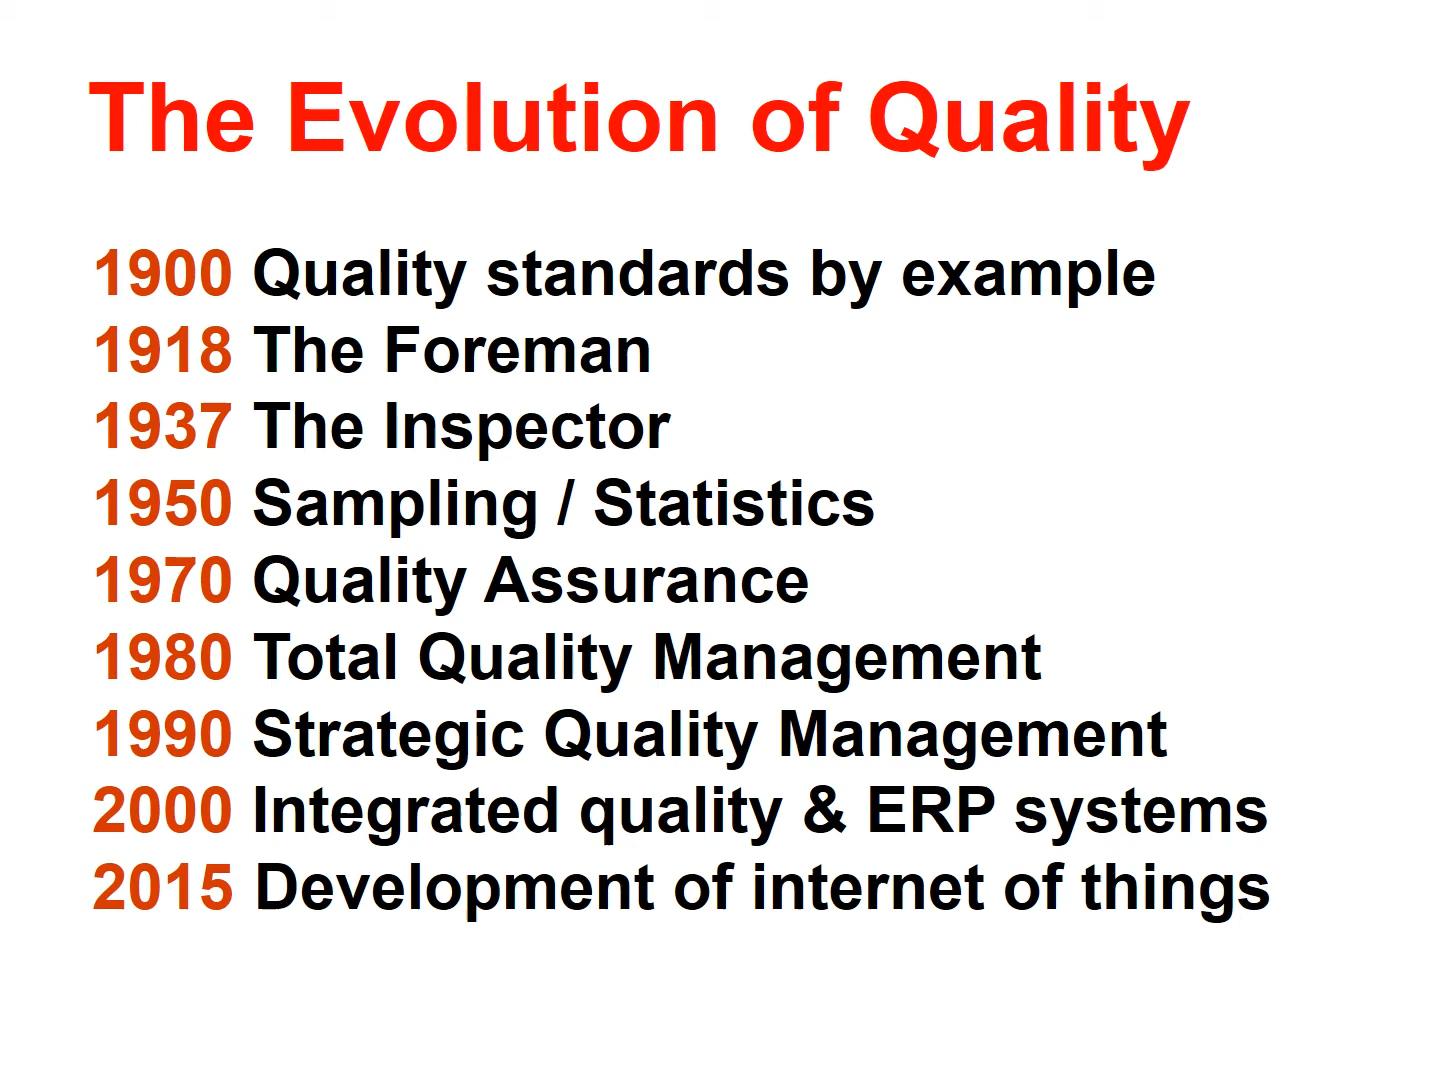 The Evolution of Quality
1900 Quality standards by example
1918 The Foreman
1937 The Inspector
1950 Sampling / Statistics
1970 Quality Assurance
1980 Total Quality Management
1990 Strategic Quality Management
2000 Integrated quality & ERP systems
2015 Development of internet of things